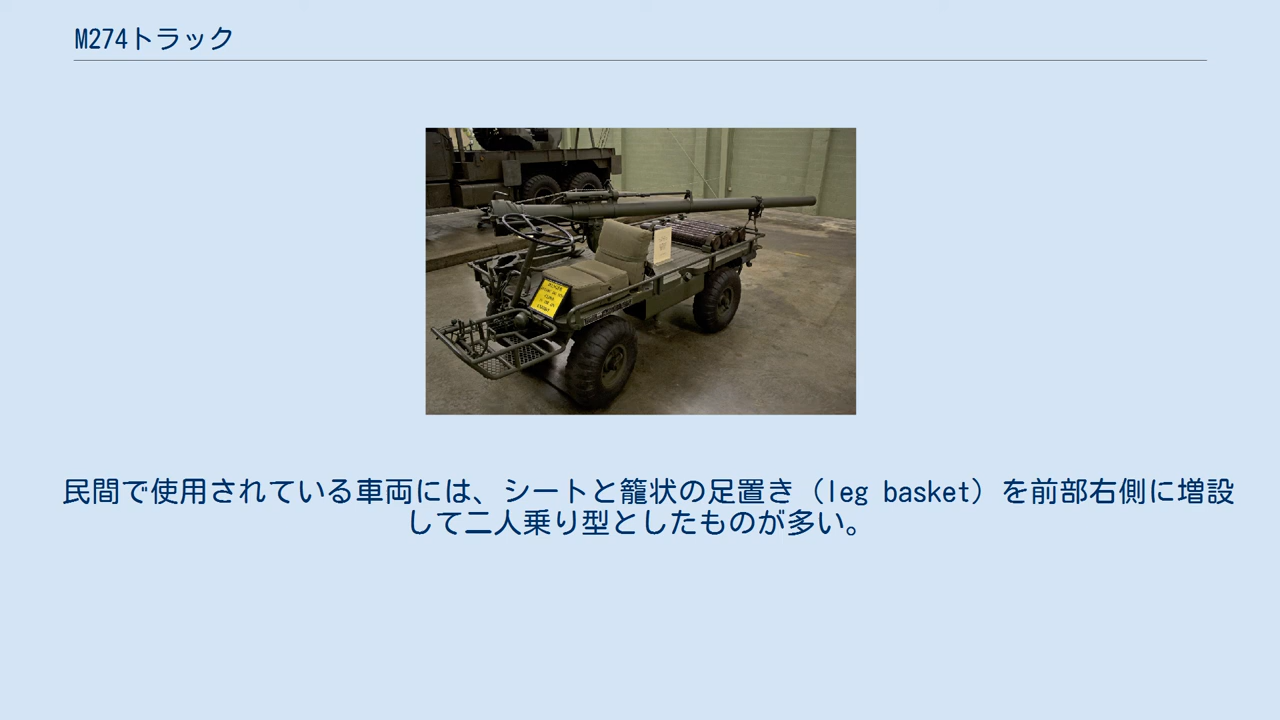 M274トラック
民間で使用されている車両には、シートと籠状の足置き（leg basket）を前部右側に増設
して二人乗り型としたものが多い。